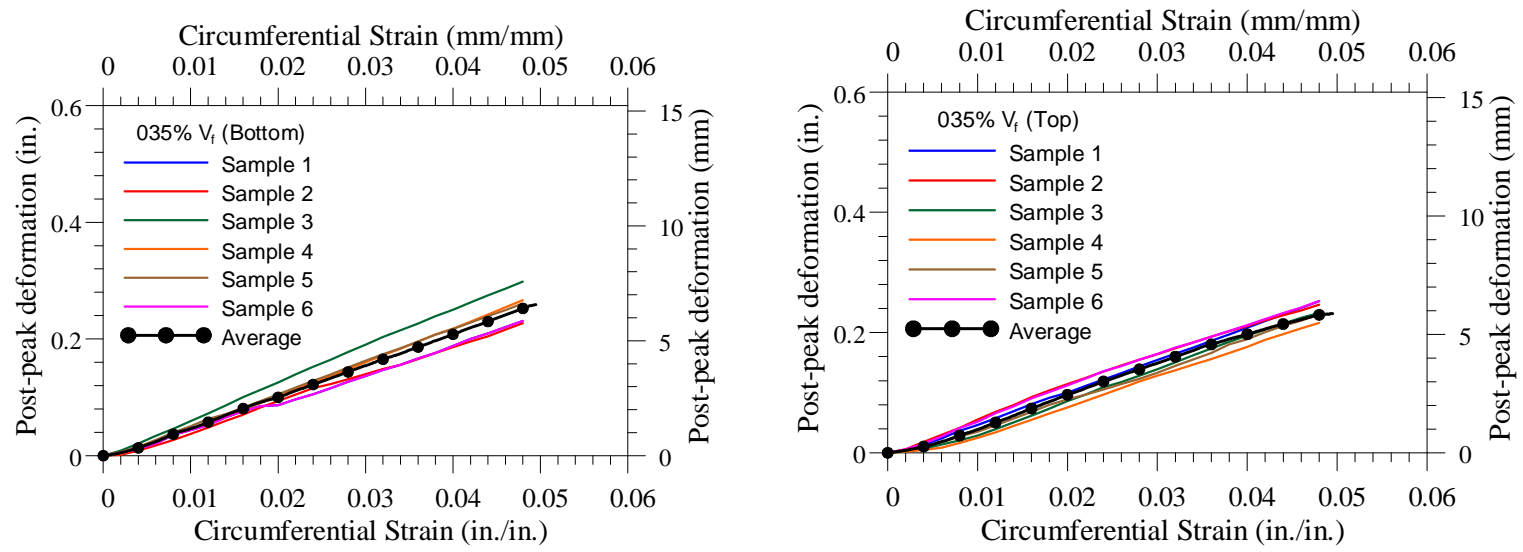 Circumferential Strain (mm/mm)
0 0.01 0.02 0.03 0.04 0.05 0.06
Post-peak deformation (in.)
0.6
0.4
0.2
0
035% Vf (Bottom)
Sample 1
Sample 2
Sample 3
Sample 4
Sample 5
Sample 6
Average
15
10
5
0
Post-peak deformation (mm)
0 0.01 0.02 0.03 0.04 0.05 0.06
Circumferential Strain (in./in.)
Circumferential Strain (mm/mm)
0 0.01 0.02 0.03 0.04 0.05 0.06
Post-peak deformation (in.)
0.6
0.4
0.2
0
035% Vf (Top)
Sample 1
Sample 2
Sample 3
Sample 4
Sample 5
Sample 6
Average
15
10
5
0
Post-peak deformation (mm)
0 0.01 0.02 0.03 0.04 0.05 0.06
Circumferential Strain (in./in.)